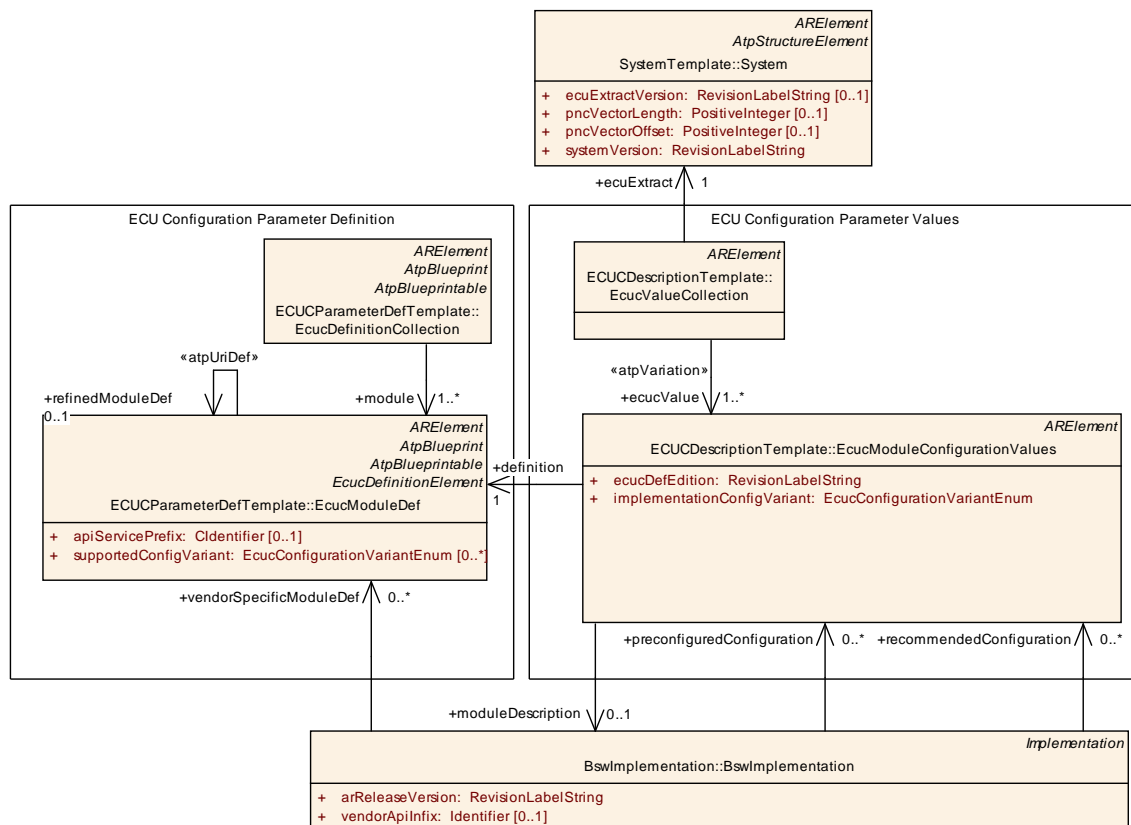 ARElement
AtpStructureElement
SystemTemplate::System
+ ecuExtractVersion: RevisionLabelString [0..1]
+ pncVectorLength: PositiveInteger [0..1]
+ pncVectorOffset: PositiveInteger [0..1]
+ systemVersion: RevisionLabelString
+ecuExtract 1
ECU Configuration Parameter Definition
ECU Configuration Parameter Values
ARElement
AtpBlueprint
AtpBlueprintable
ECUCParameterDefTemplate::
EcucDefinitionCollection
ARElement
ECUCDescriptionTemplate::
EcucValueCollection
«atpUriDef»
+refinedModuleDef
0..1
+module 1..*
«atpVariation»
+ecucValue 1..*
ARElement
AtpBlueprint
AtpBlueprintable
EcucDefinitionElement
ECUCParameterDefTemplate::EcucModuleDef
+ apiServicePrefix: CIdentifier [0..1]
+ supportedConfigVariant: EcucConfigurationVariantEnum [0..*]
+definition
1
ARElement
ECUCDescriptionTemplate::EcucModuleConfigurationValues
+ ecucDefEdition: RevisionLabelString
+ implementationConfigVariant: EcucConfigurationVariantEnum
+vendorSpecificModuleDef 0..*
+preconfiguredConfiguration 0..*
+recommendedConfiguration 0..*
+moduleDescription 0..1
Implementation
BswImplementation::BswImplementation
+ arReleaseVersion: RevisionLabelString
+ vendorApiInfix: Identifier [0..1]